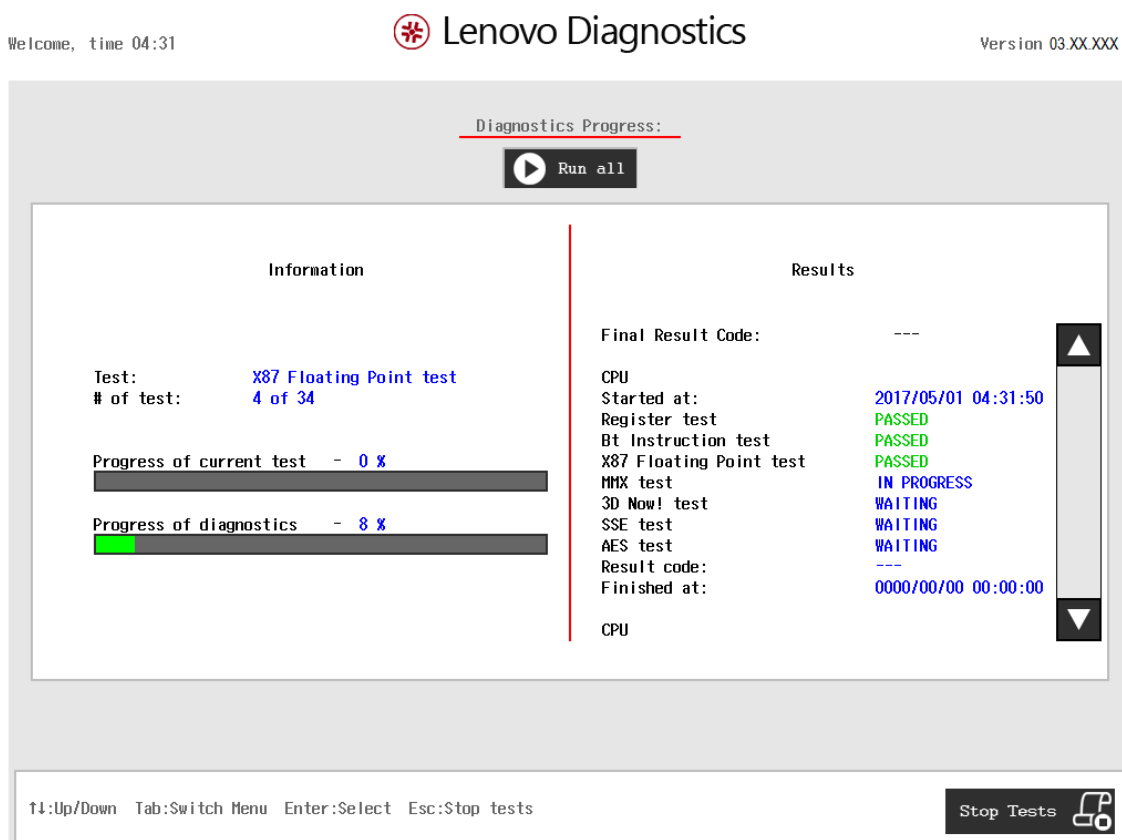 Welcome, time 04:31
Lenovo Diagnostics
Version 03.XX.XXX
Diagnostics Progress:
Run all
Information
Test: X87 Floating Point test
# of test: 4 of 34
Progress of current test - 0 %
Progress of diagnostics - 8 %
Results
Final Result Code: ---
CPU
Started at: 2017/05/01 04:31:50
Register test PASSED
Bt Instruction test PASSED
X87 Floating Point test PASSED
MMX test IN PROGRESS
3D Now! test WAITING
SSE test WAITING
AES test WAITING
Result code: ---
Finished at: 0000/00/00 00:00:00
CPU
↑↓:Up/Down Tab:Switch Menu Enter:Select Esc:Stop tests
Stop Tests